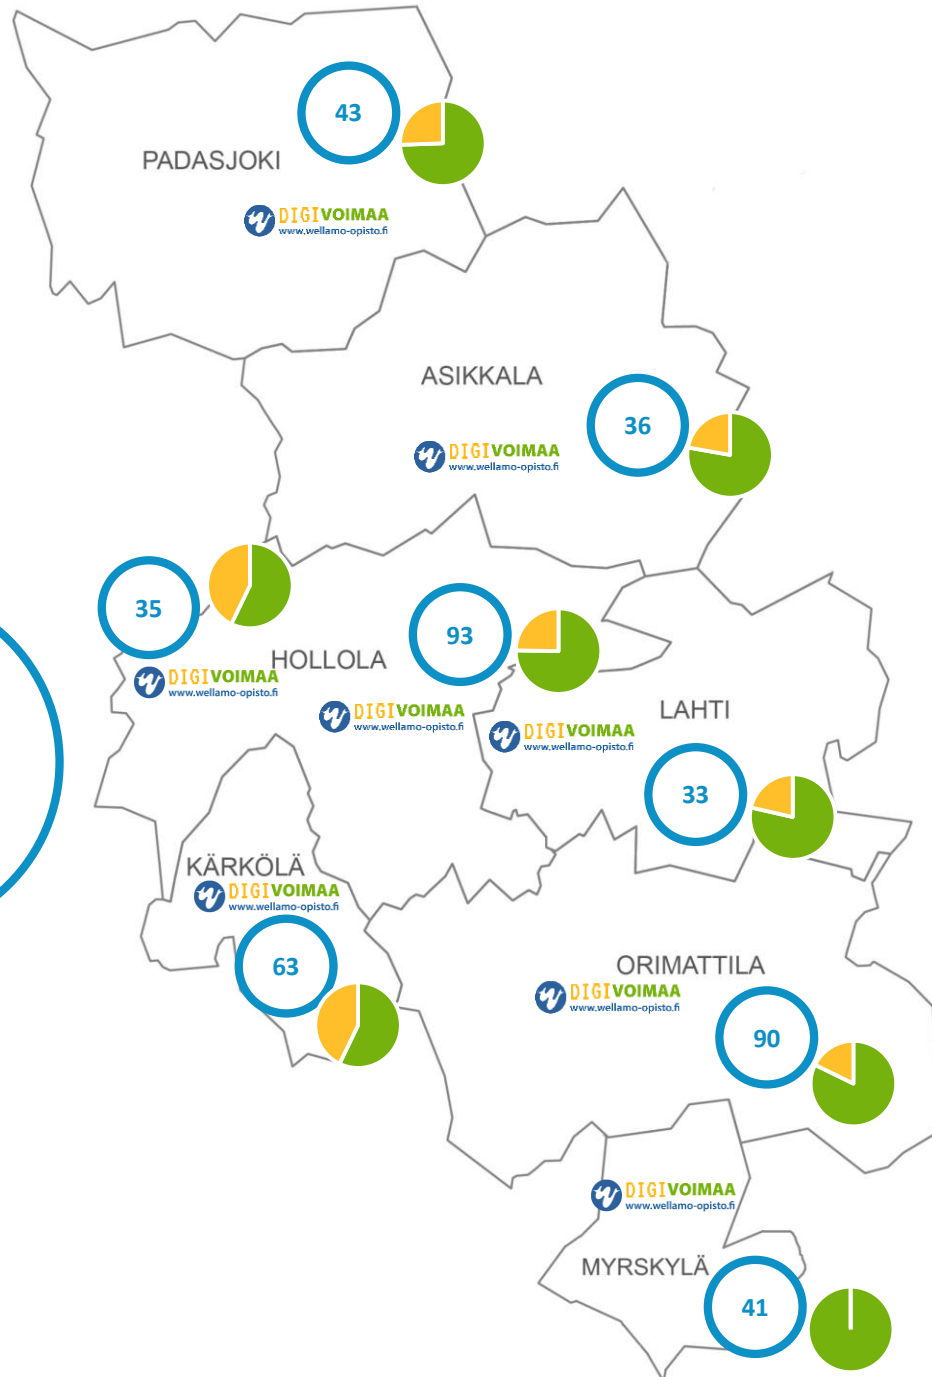 43
PADASJOKI
DIGIVOIMAA
www.wellamo-opisto.fi
ASIKKALA
36
DIGIVOIMAA
www.wellamo-opisto.fi
35
93
HOLLOLA
DIGIVOIMAA
www.wellamo-opisto.fi
DIGIVOIMAA
www.wellamo-opisto.fi
LAHTI
DIGIVOIMAA
www.wellamo-opisto.fi
33
KÄRKÖLÄ
DIGIVOIMAA
www.wellamo-opisto.fi
63
ORIMATTILA
DIGIVOIMAA
www.wellamo-opisto.fi
90
DIGIVOIMAA
www.wellamo-opisto.fi
MYRSKYLÄ
41